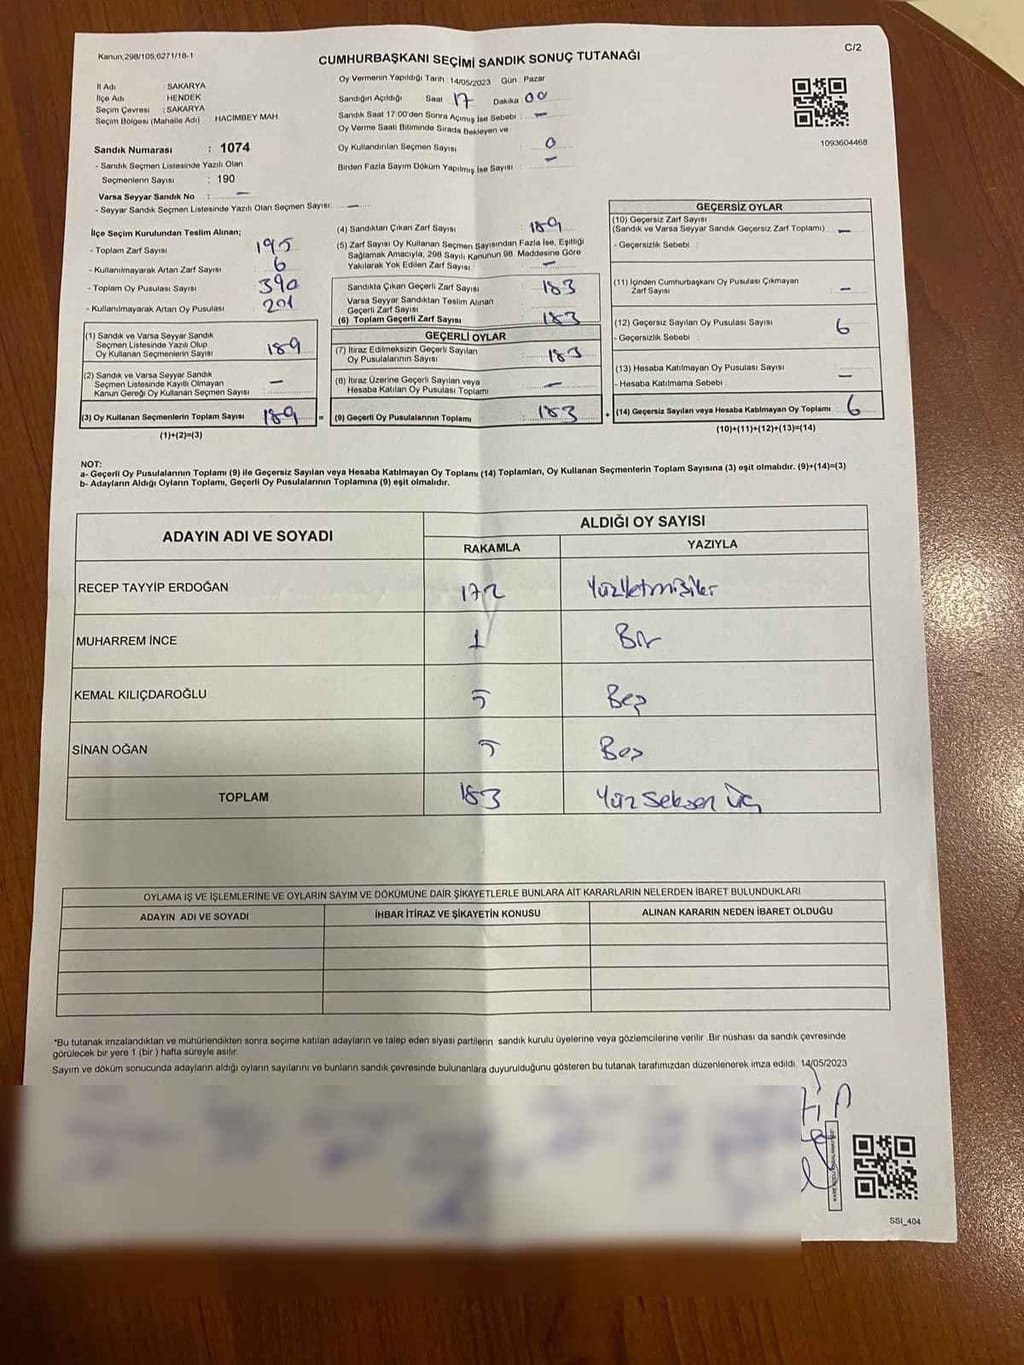 Kanun;298/105,6271/18-1
CUMHURBAŞKANI SEÇİMİ SANDIK SONUÇ TUTANAĞI
C/2
İl Adı : SAKARYA
İlçe Adı : HENDEK
Seçim Çevresi : SAKARYA
Seçim Bölgesi (Mahalle Adı) : HACIMBEY MAH.
Sandık Numarası : 1074
- Sandık Seçmen Listesinde Yazılı Olan
Seçmenlerin Sayısı : 190
Varsa Seyyar Sandık No : —
- Seyyar Sandık Seçmen Listesinde Yazılı Olan Seçmen Sayısı: —
Oy Vermenin Yapıldığı Tarih : 14/05/2023 Gün : Pazar
Sandığın Açıldığı Saat 17 Dakika 00
Sandık Saat 17:00'den Sonra Açımış İse Sebebi : —
Oy Verme Saati Bitiminde Sırada Bekleyen ve
Oy Kullandırılan Seçmen Sayısı : 0
Birden Fazla Sayım Döküm Yapılmış İse Sayısı : —
1093604468
İlçe Seçim Kurulundan Teslim Alınan;
- Toplam Zarf Sayısı : 195
- Kullanılmayarak Artan Zarf Sayısı : 6
- Toplam Oy Pusulası Sayısı : 390
- Kullanılmayarak Artan Oy Pusulası : 201
(1) Sandık ve Varsa Seyyar Sandık
Seçmen Listesinde Yazılı Olup
Oy Kullanan Seçmenlerin Sayısı : 189
(2) Sandık ve Varsa Seyyar Sandık
Seçmen Listesinde Kayıtlı Olmayan
Kanun Gereği Oy Kullanan Seçmen Sayısı : —
(3) Oy Kullanan Seçmenlerin Toplam Sayısı : 189 =
(1)+(2)=(3)
(4) Sandıktan Çıkan Zarf Sayısı : 189
(5) Zarf Sayısı Oy Kullanan Seçmen Sayısından Fazla İse, Eşitliği
Sağlamak Amacıyla; 298 Sayılı Kanunun 98. Maddesine Göre
Yakılarak Yok Edilen Zarf Sayısı : —
Sandıkta Çıkan Geçerli Zarf Sayısı : 183
Varsa Seyyar Sandıktan Teslim Alınan
Geçerli Zarf Sayısı :
(6) Toplam Geçerli Zarf Sayısı : 183
GEÇERLİ OYLAR
(7) İtiraz Edilmeksizin Geçerli Sayılan
Oy Pusulalarının Sayısı : 183
(8) İtiraz Üzerine Geçerli Sayılan veya
Hesaba Katılan Oy Pusulası Toplamı : —
(9) Geçerli Oy Pusulalarının Toplamı : 183 +
GEÇERSİZ OYLAR
(10) Geçersiz Zarf Sayısı
(Sandık ve Varsa Seyyar Sandık Geçersiz Zarf Toplamı) : —
- Geçersizlik Sebebi :
(11) İçinden Cumhurbaşkanı Oy Pusulası Çıkmayan
Zarf Sayısı : —
(12) Geçersiz Sayılan Oy Pusulası Sayısı : 6
- Geçersizlik Sebebi :
(13) Hesaba Katılmayan Oy Pusulası Sayısı : —
- Hesaba Katılmama Sebebi :
(14) Geçersiz Sayılan veya Hesaba Katılmayan Oy Toplamı : 6
(10)+(11)+(12)+(13)=(14)
NOT:
a- Geçerli Oy Pusulalarının Toplamı (9) ile Geçersiz Sayılan veya Hesaba Katılmayan Oy Toplamı (14) Toplamları, Oy Kullanan Seçmenlerin Toplam Sayısına (3) eşit olmalıdır. (9)+(14)=(3)
b- Adayların Aldığı Oyların Toplamı, Geçerli Oy Pusulalarının Toplamına (9) eşit olmalıdır.
ADAYIN ADI VE SOYADI ALDIĞI OY SAYISI
RAKAMLA YAZIYLA
RECEP TAYYİP ERDOĞAN 172 Yüzyetmişiki
MUHARREM İNCE 1 Bir
KEMAL KILIÇDAROĞLU 5 Beş
SİNAN OĞAN 5 Beş
TOPLAM 183 Yüz Seksen Üç
OYLAMA İŞ VE İŞLEMLERİNE VE OYLARIN SAYIM VE DÖKÜMÜNE DAİR ŞİKAYETLERLE BUNLARA AİT KARARLARIN NELERDEN İBARET BULUNDUKLARI
ADAYIN ADI VE SOYADI İHBAR İTİRAZ VE ŞİKAYETİN KONUSU ALINAN KARARIN NEDEN İBARET OLDUĞU
*Bu tutanak imzalandıktan ve mühürlendikten sonra seçime katılan adayların ve talep eden siyasi partilerin sandık kurulu üyelerine veya gözlemcilerine verilir .Bir nüshası da sandık çevresinde
görülecek bir yere 1 (bir ) hafta süreyle asılır.
Sayım ve döküm sonucunda adayların aldığı oyların sayılarını ve bunların sandık çevresinde bulunanlara duyurulduğunu gösteren bu tutanak tarafımızdan düzenlenerek imza edildi. 14/05/2023
SSI_404